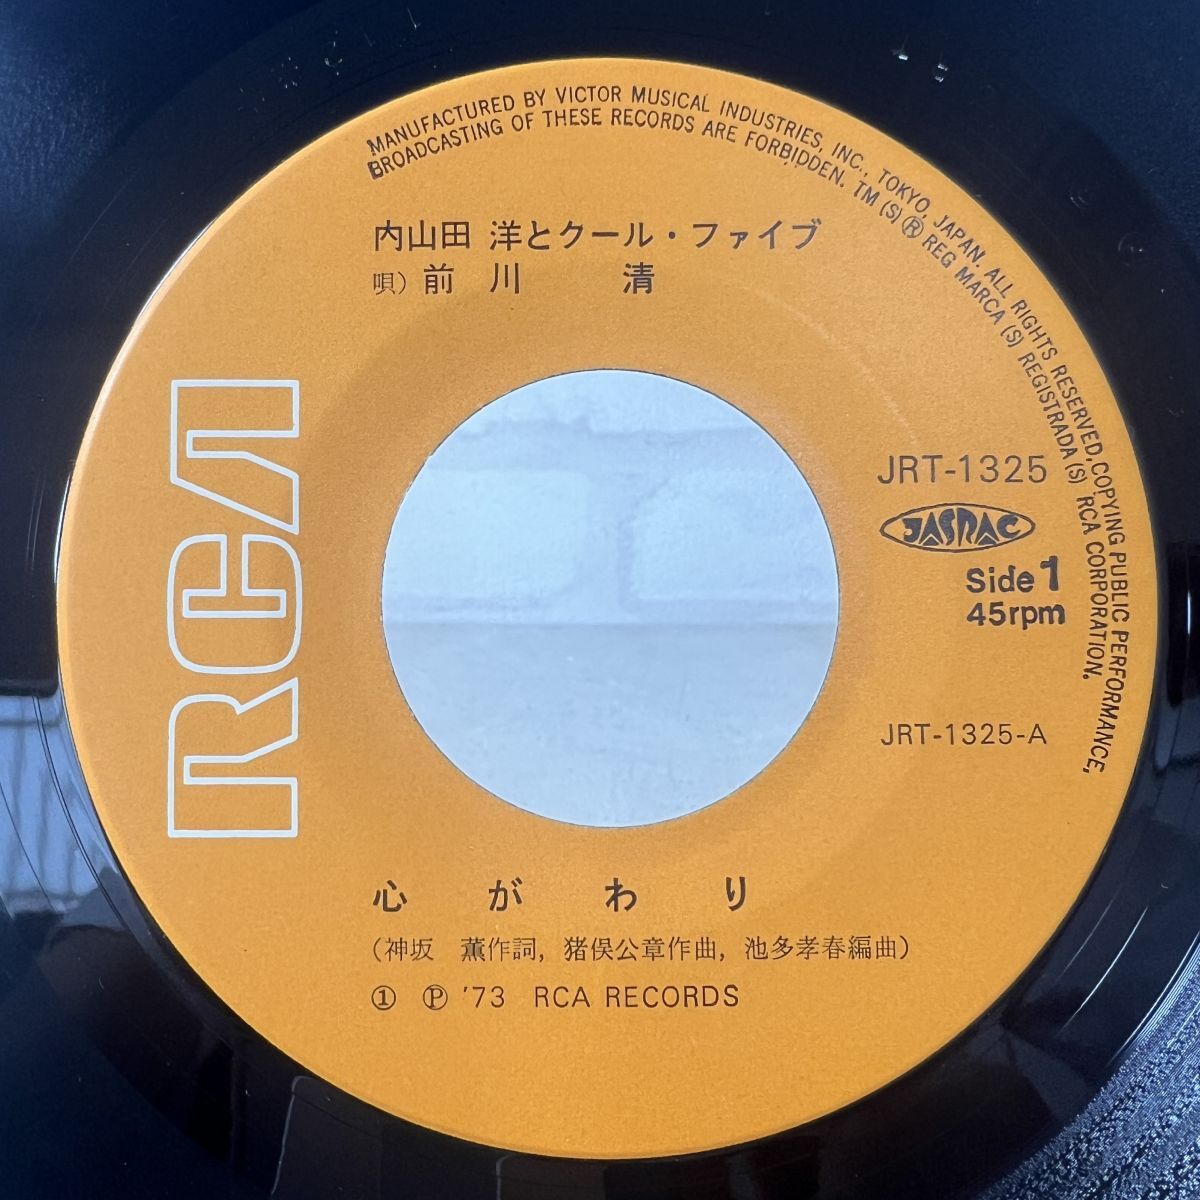 MANUFACTURED BY VICTOR MUSICAL INDUSTRIES, INC., TOKYO, JAPAN. ALL RIGHTS RESERVED, COPYING PUBLIC PERFORMANCE,
BROADCASTING OF THESE RECORDS ARE FORBIDDEN. TM (S) ® REG MARCA (S) REGISTRADA (S) RCA CORPORATION.
内山田 洋とクール・ファイブ
唄) 前川 清
RCA
JRT-1325
JASRAC
Side 1
45rpm
JRT-1325-A
心がわり
(神坂 薫作詞, 猪俣公章作曲, 池多孝春編曲)
① Ⓟ '73 RCA RECORDS